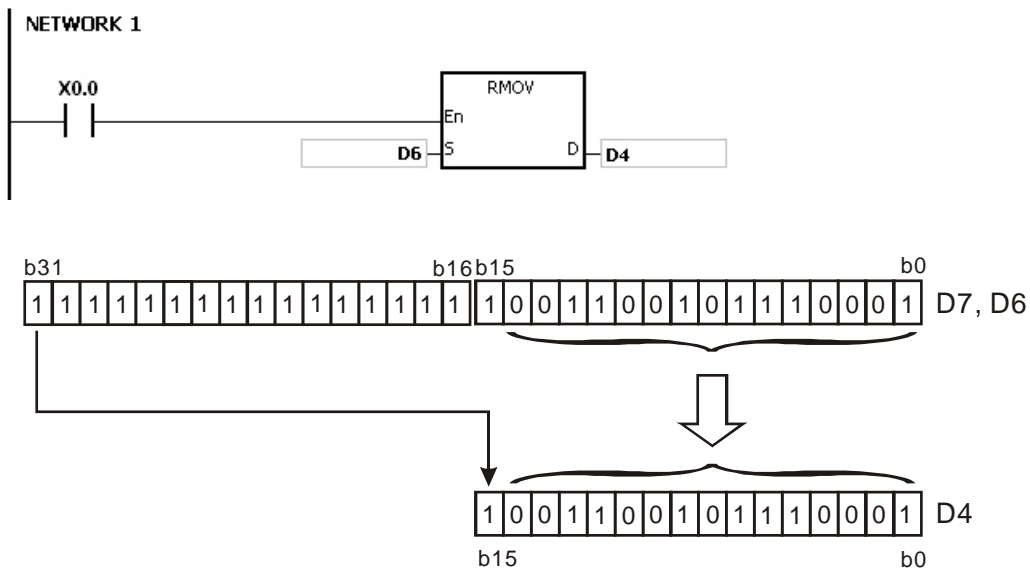 NETWORK 1
X0.0
RMOV
En
D6 S D D4
b31 b16 b15 b0
1 1 1 1 1 1 1 1 1 1 1 1 1 1 1 1 1 0 0 1 1 0 0 1 0 1 1 1 0 0 0 1 D7, D6
1 0 0 1 1 0 0 1 0 1 1 1 0 0 0 1 D4
b15 b0